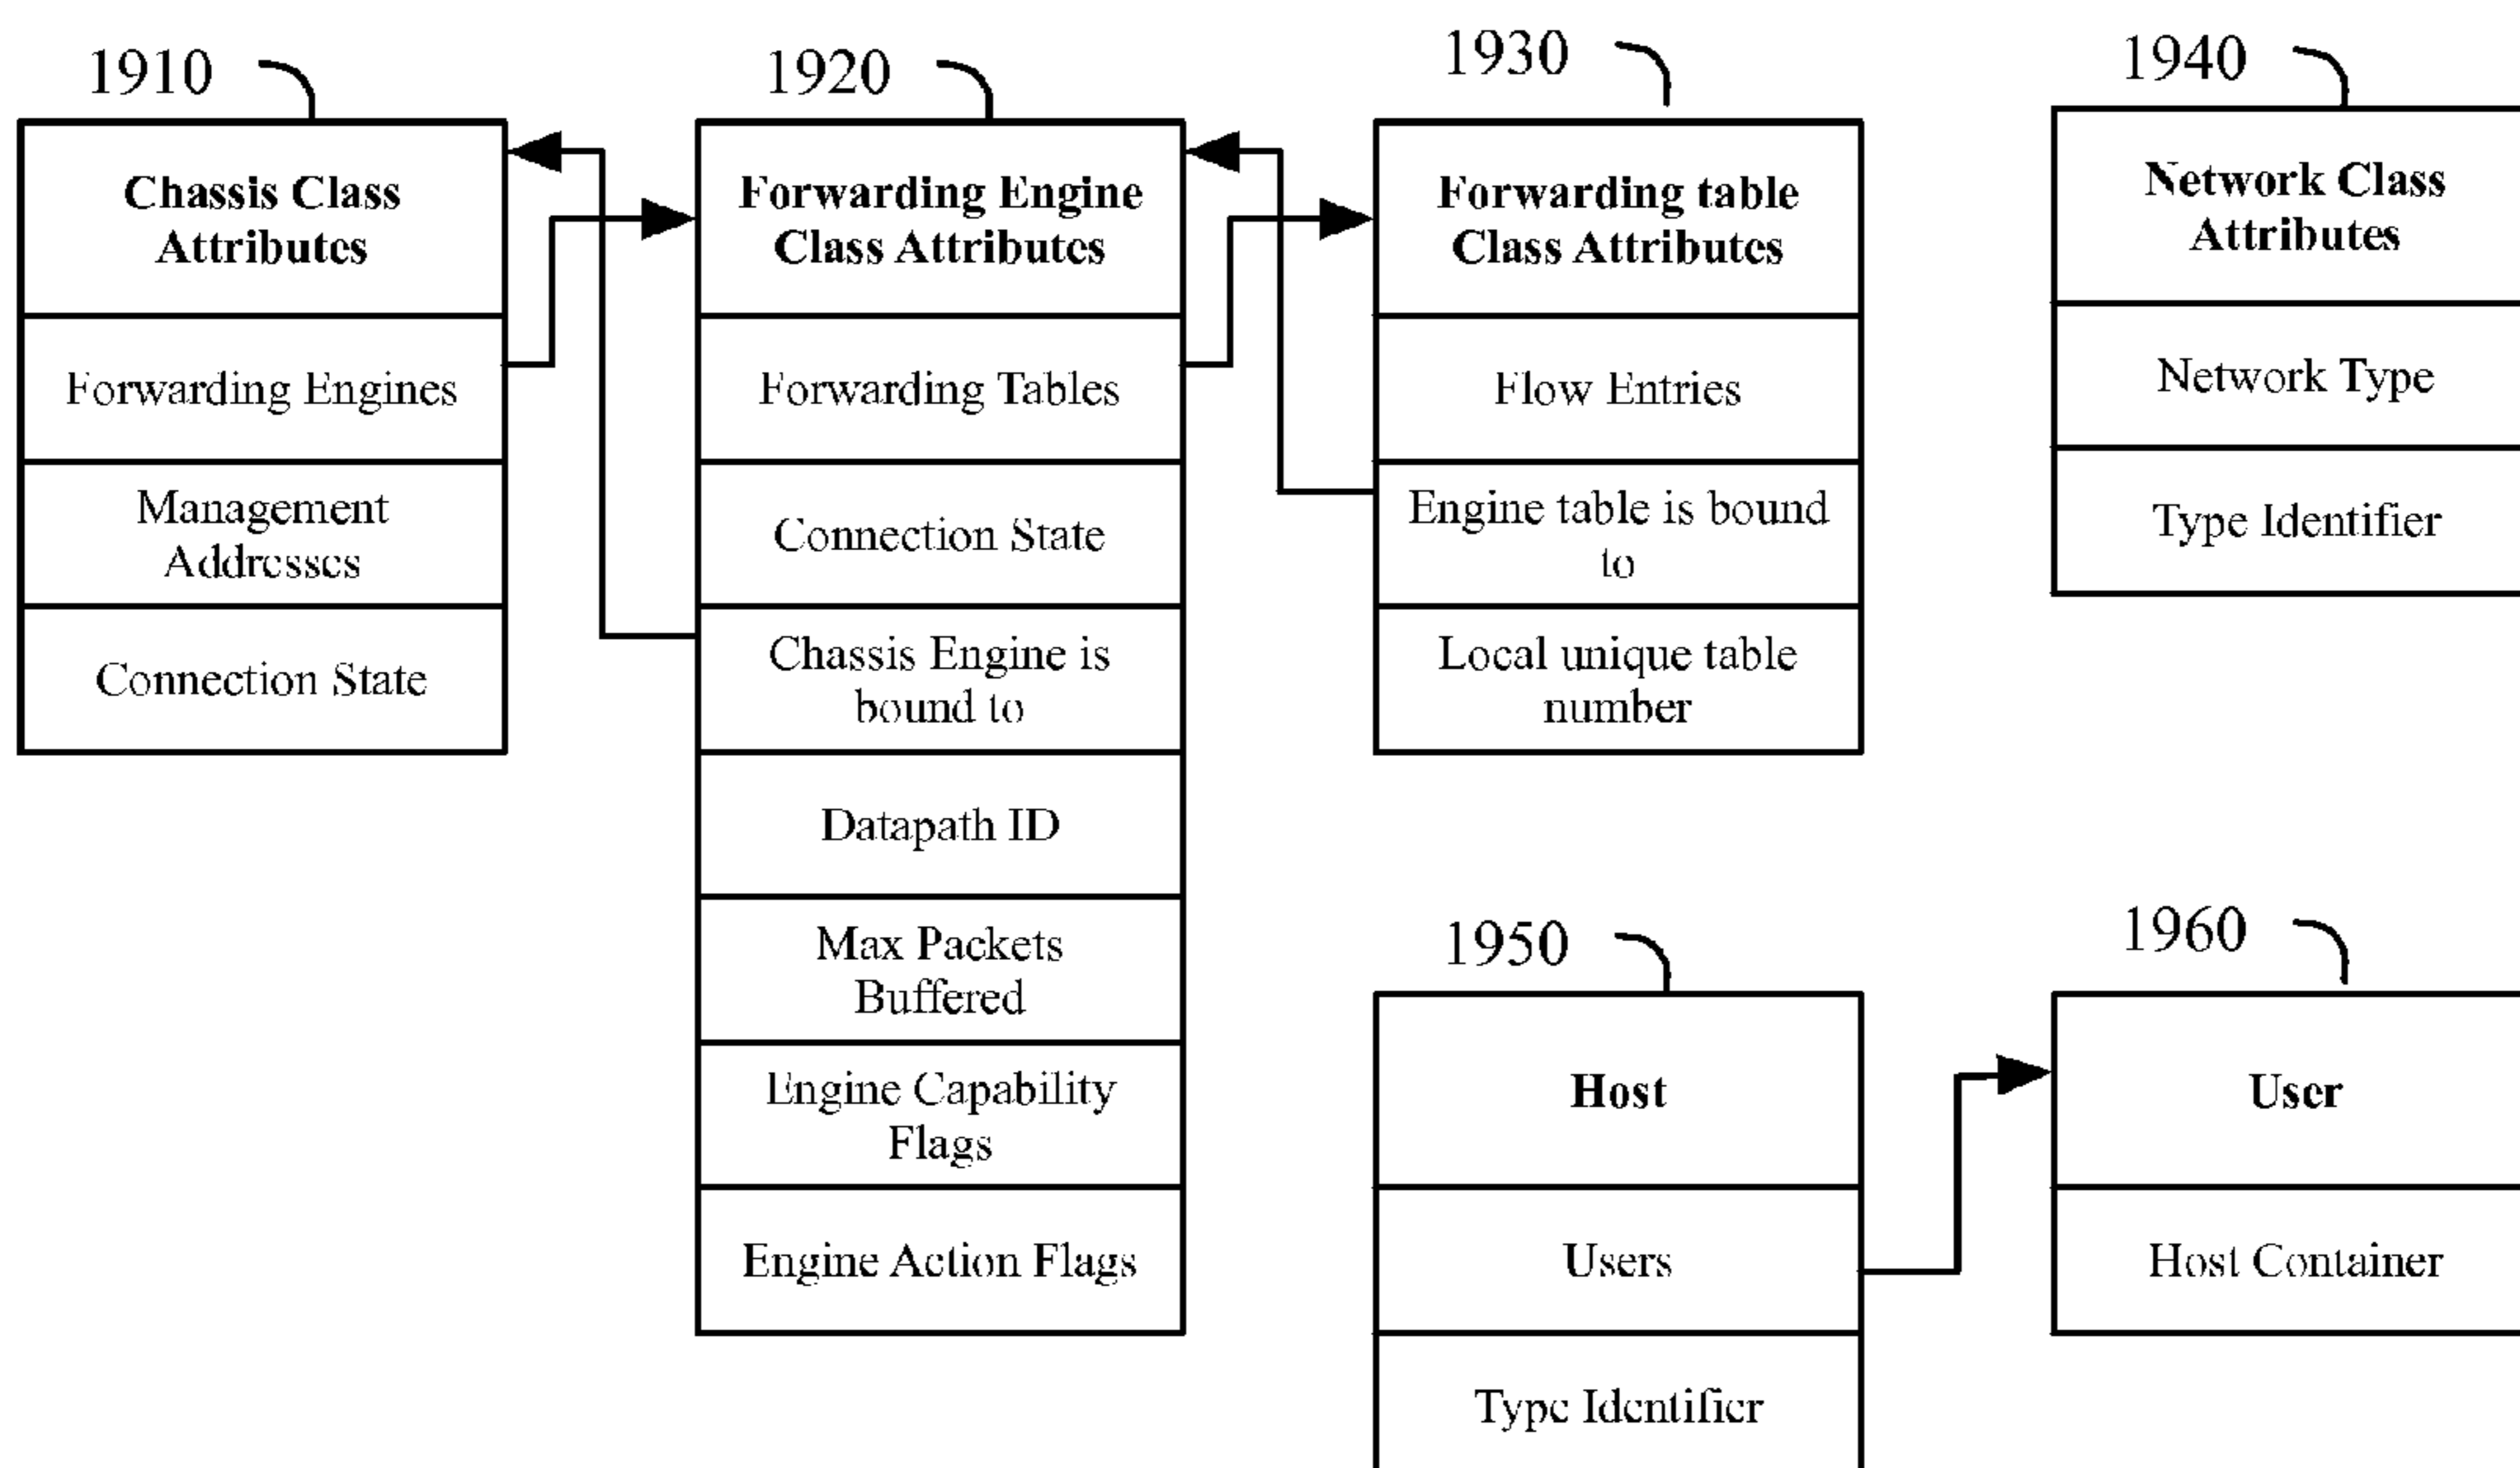 1910
Chassis Class
Attributes
Forwarding Engines
Management
Addresses
Connection State
1920
Forwarding Engine
Class Attributes
Forwarding Tables
Connection State
Chassis Engine is
bound to
Datapath ID
Max Packets
Buffered
Engine Capability
Flags
Engine Action Flags
1930
Forwarding table
Class Attributes
Flow Entries
Engine table is bound
to
Local unique table
number
1940
Network Class
Attributes
Network Type
Type Identifier
1950
Host
Users
Type Identifier
1960
User
Host Container